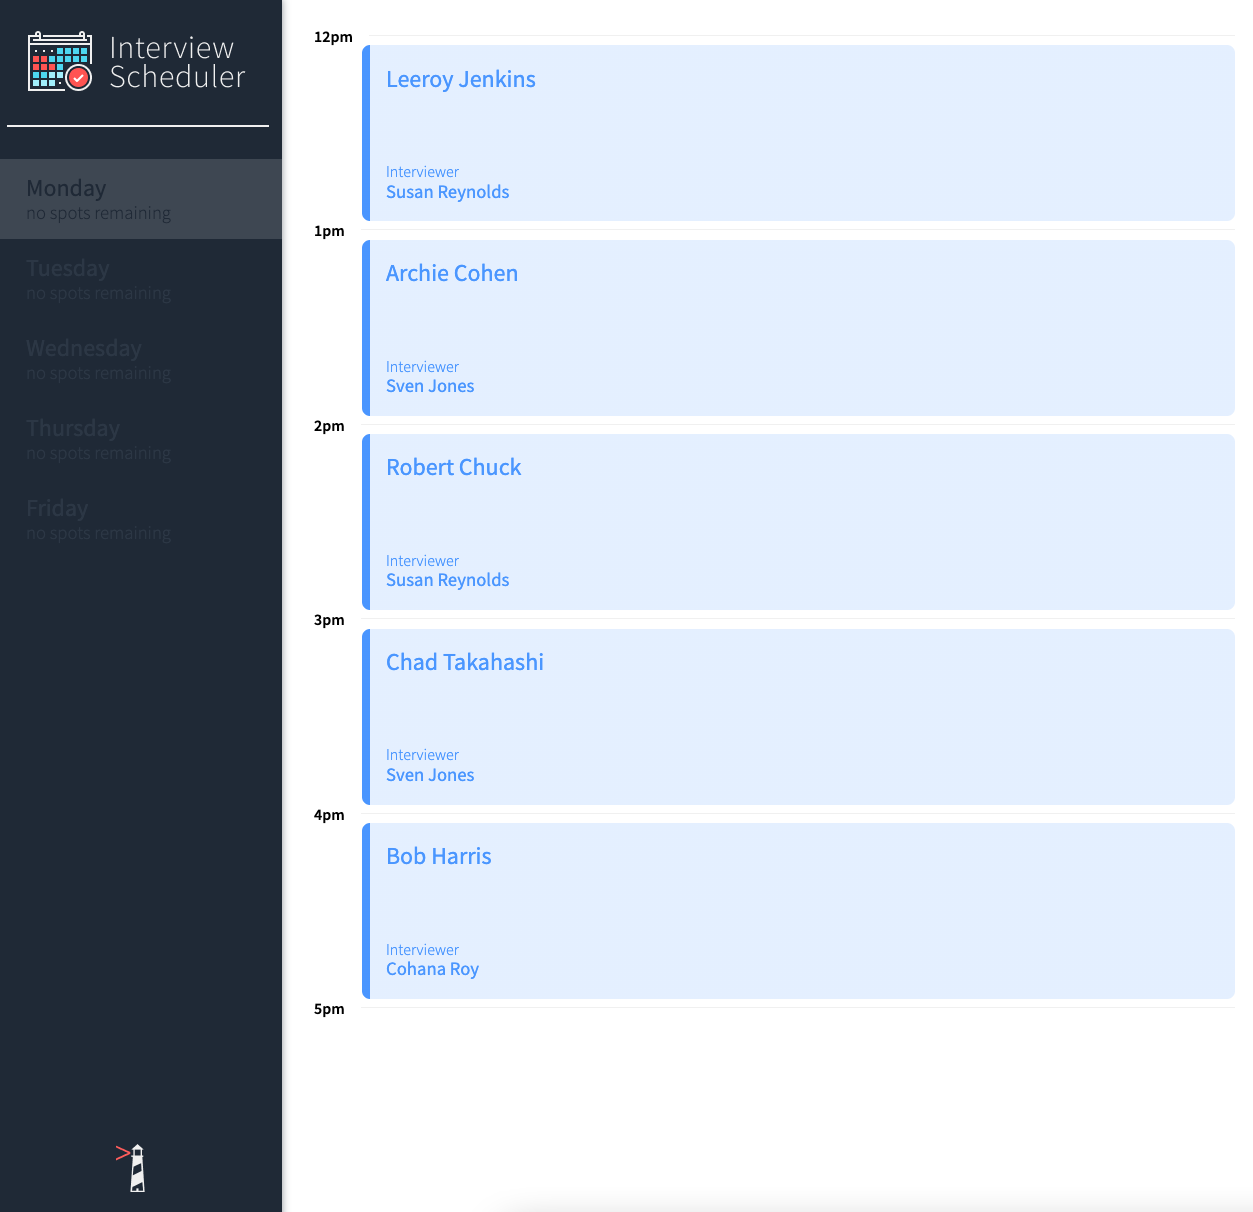 Interview
Scheduler
Monday
no spots remaining
Tuesday
no spots remaining
Wednesday
no spots remaining
Thursday
no spots remaining
Friday
no spots remaining
12pm
Leeroy Jenkins
Interviewer
Susan Reynolds
1pm
Archie Cohen
Interviewer
Sven Jones
2pm
Robert Chuck
Interviewer
Susan Reynolds
3pm
Chad Takahashi
Interviewer
Sven Jones
4pm
Bob Harris
Interviewer
Cohana Roy
5pm